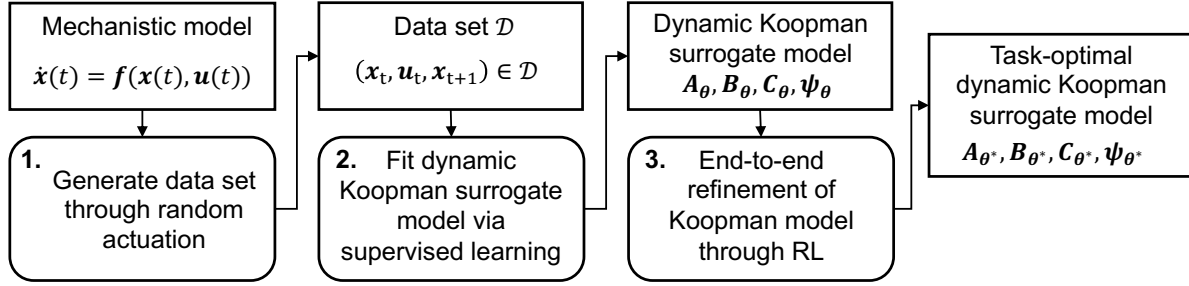 Mechanistic model
ẋ(t) = f(x(t), u(t))
1.
Generate data set
through random
actuation
Data set 𝒟
(xₜ, uₜ, xₜ₊₁) ∈ 𝒟
2.
Fit dynamic
Koopman surrogate
model via
supervised learning
Dynamic Koopman
surrogate model
A_θ, B_θ, C_θ, ψ_θ
3.
End-to-end
refinement of
Koopman model
through RL
Task-optimal
dynamic Koopman
surrogate model
A_θ*, B_θ*, C_θ*, ψ_θ*